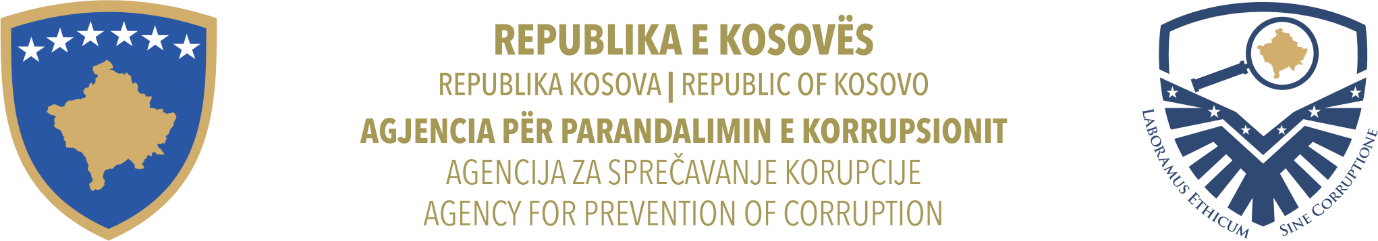 REPUBLIKA E KOSOVËS
REPUBLIKA KOSOVA | REPUBLIC OF KOSOVO
AGJENCIA PËR PARANDALIMIN E KORRUPSIONIT
AGENCIJA ZA SPREČAVANJE KORUPCIJE
AGENCY FOR PREVENTION OF CORRUPTION
LABORAMUS ETHICUM
SINE CORRUPTIONE